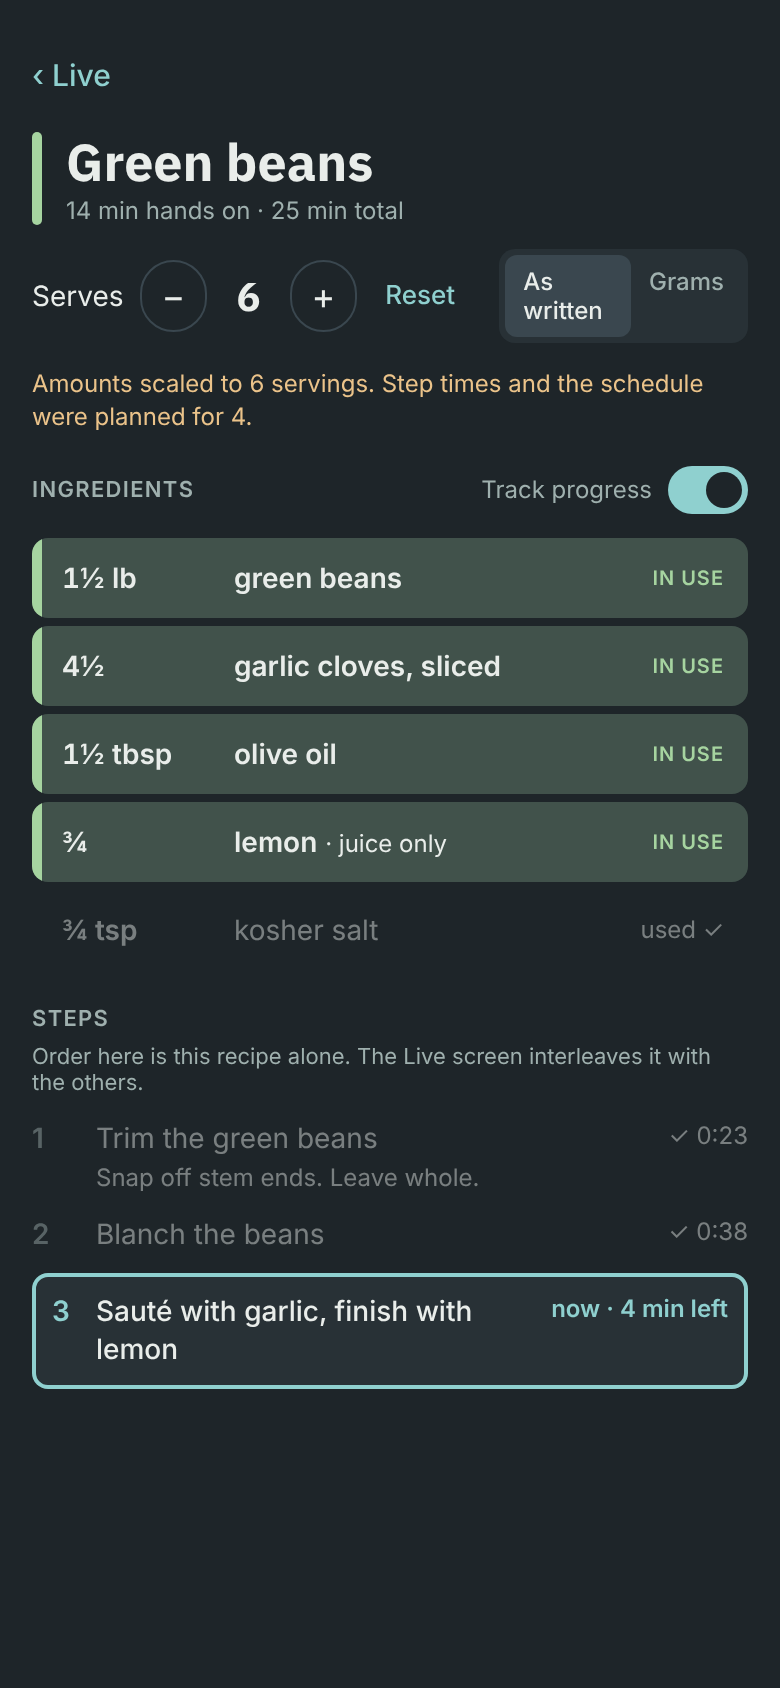 ‹ Live
Green beans
14 min hands on · 25 min total
Serves − 6 + Reset
As written
Grams
Amounts scaled to 6 servings. Step times and the schedule
were planned for 4.
INGREDIENTS
Track progress
1½ lb green beans IN USE
4½ garlic cloves, sliced IN USE
1½ tbsp olive oil IN USE
¾ lemon · juice only IN USE
¾ tsp kosher salt used ✓
STEPS
Order here is this recipe alone. The Live screen interleaves it with
the others.
1 Trim the green beans ✓ 0:23
Snap off stem ends. Leave whole.
2 Blanch the beans ✓ 0:38
3 Sauté with garlic, finish with now · 4 min left
lemon